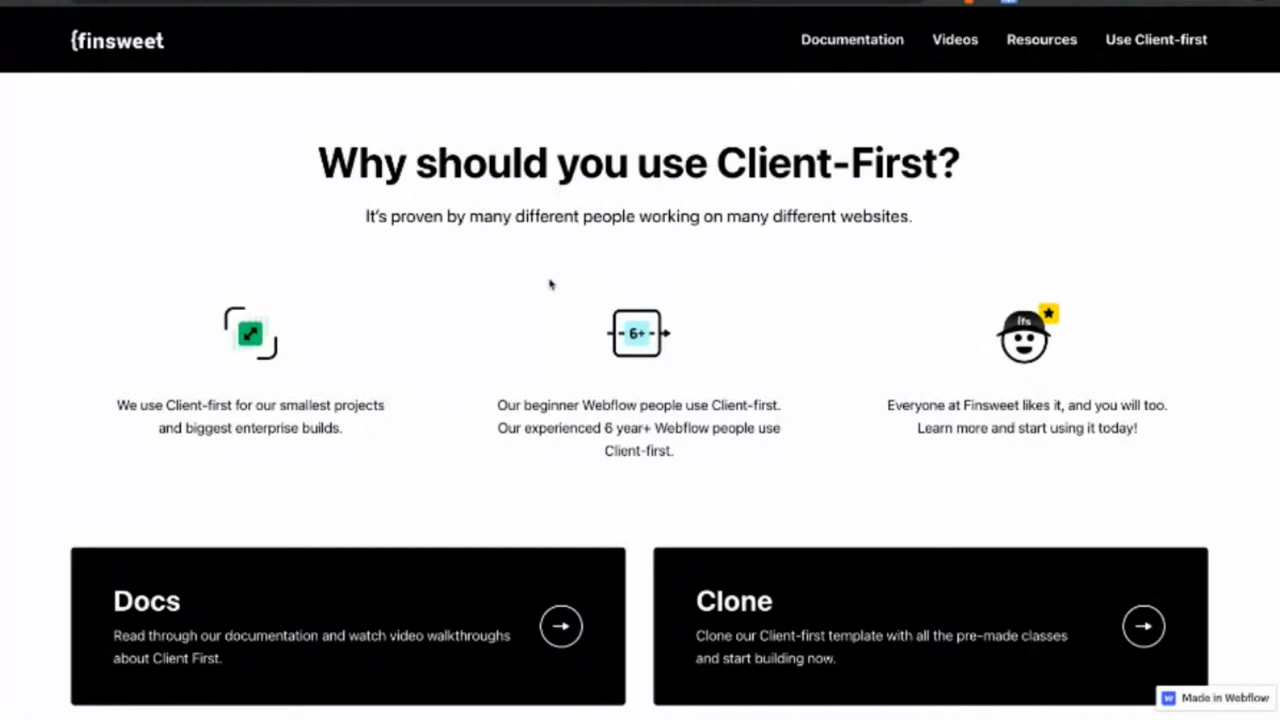 {finsweet
Documentation
Videos
Resources
Use Client-first
Why should you use Client-First?
It's proven by many different people working on many different websites.
6+
fs
We use Client-first for our smallest projects
and biggest enterprise builds.
Our beginner Webflow people use Client-first.
Our experienced 6 year+ Webflow people use
Client-first.
Everyone at Finsweet likes it, and you will too.
Learn more and start using it today!
Docs
Read through our documentation and watch video walkthroughs
about Client First.
Clone
Clone our Client-first template with all the pre-made classes
and start building now.
Made in Webflow